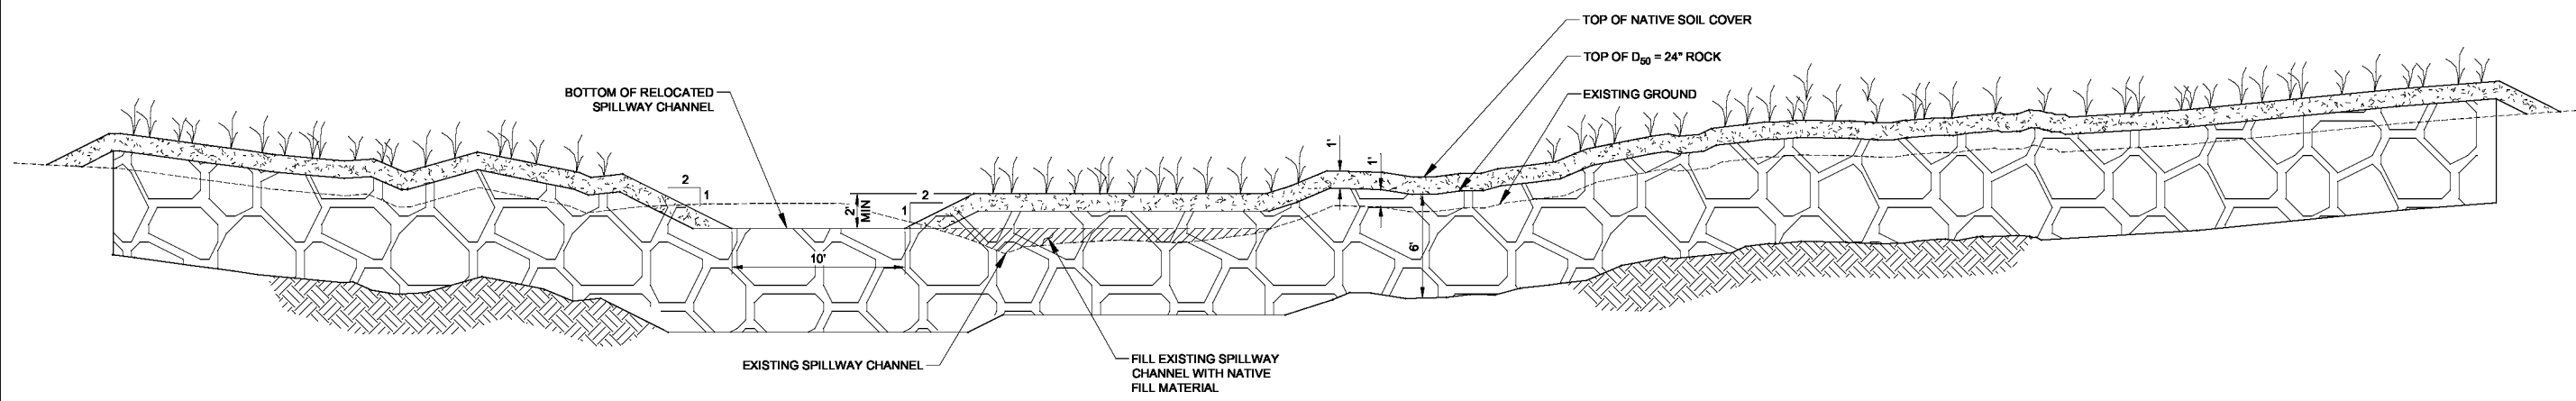 TOP OF NATIVE SOIL COVER
TOP OF D50 = 24" ROCK
BOTTOM OF RELOCATED
SPILLWAY CHANNEL
EXISTING GROUND
1'
1'
2
1
2'
MIN
2
1
6'
10'
EXISTING SPILLWAY CHANNEL
FILL EXISTING SPILLWAY
CHANNEL WITH NATIVE
FILL MATERIAL